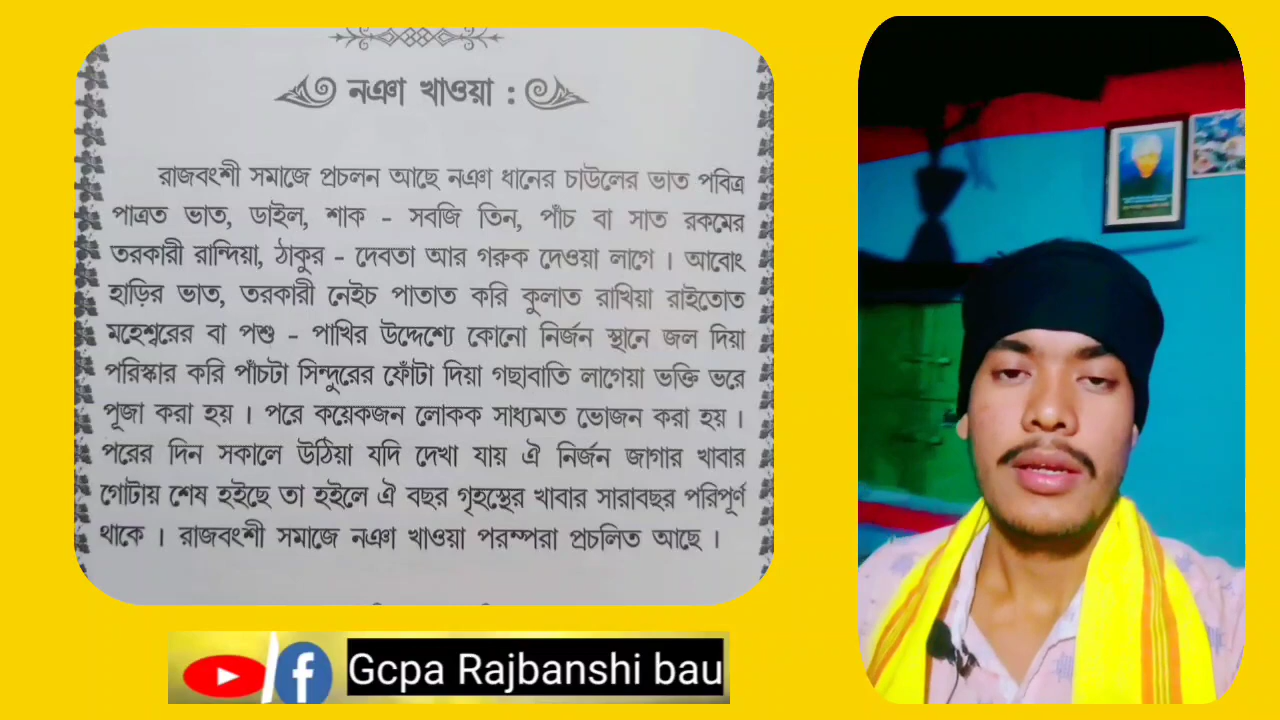 নঞা খাওয়া :
রাজবংশী সমাজে প্রচলন আছে নঞা ধানের চাউলের ভাত পবিত্র
পাত্রত ভাত, ডাইল, শাক - সবজি তিন, পাঁচ বা সাত রকমের
তরকারী রান্দিয়া, ঠাকুর - দেবতা আর গরুক দেওয়া লাগে । আবোং
হাড়ির ভাত, তরকারী নেইচ পাতাত করি কুলাত রাখিয়া রাইতোত
মহেশ্বরের বা পশু - পাখির উদ্দেশ্যে কোনো নির্জন স্থানে জল দিয়া
পরিস্কার করি পাঁচটা সিন্দুরের ফোঁটা দিয়া গছাবাতি লাগেয়া ভক্তি ভরে
পূজা করা হয় । পরে কয়েকজন লোকক সাধ্যমত ভোজন করা হয় ।
পরের দিন সকালে উঠিয়া যদি দেখা যায় ঐ নির্জন জাগার খাবার
গোটায় শেষ হইছে তা হইলে ঐ বছর গৃহস্থের খাবার সারাবছর পরিপূর্ণ
থাকে । রাজবংশী সমাজে নঞা খাওয়া পরম্পরা প্রচলিত আছে ।
Gcpa Rajbanshi bau